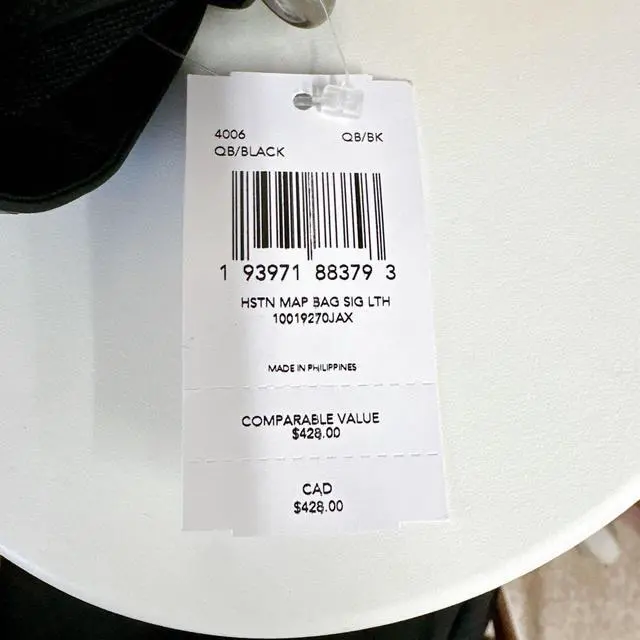 4006 QB/BK
QB/BLACK
1 93971 88379 3
HSTN MAP BAG SIG LTH
10019270JAX
MADE IN PHILIPPINES
COMPARABLE VALUE
$428.00
CAD
$428.00